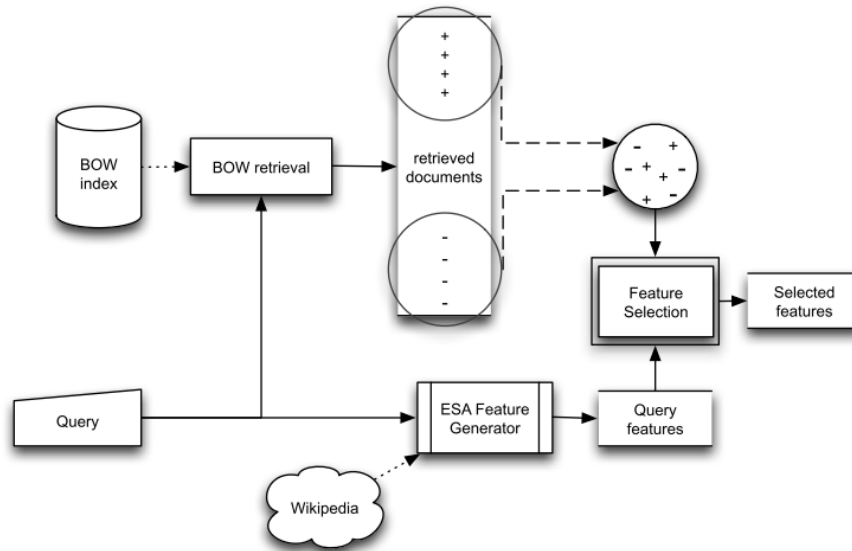 +
+
+
+
BOW
index
BOW retrieval
retrieved
documents
-
-
-
-
- +
- + -
+
+ -
Feature
Selection
Selected
features
Query
ESA Feature
Generator
Query
features
Wikipedia